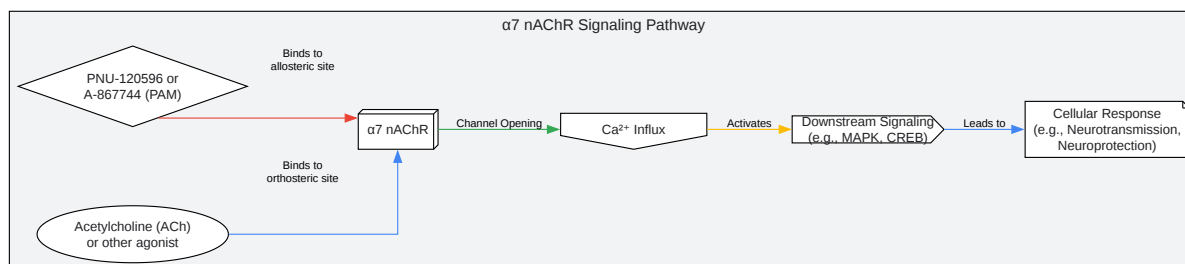 α7 nAChR Signaling Pathway
Binds to
allosteric site
PNU-120596 or
A-867744 (PAM)
α7 nAChR
Channel Opening
Ca²⁺ Influx
Activates
Downstream Signaling
(e.g., MAPK, CREB)
Leads to
Cellular Response
(e.g., Neurotransmission,
Neuroprotection)
Binds to
orthosteric site
Acetylcholine (ACh)
or other agonist